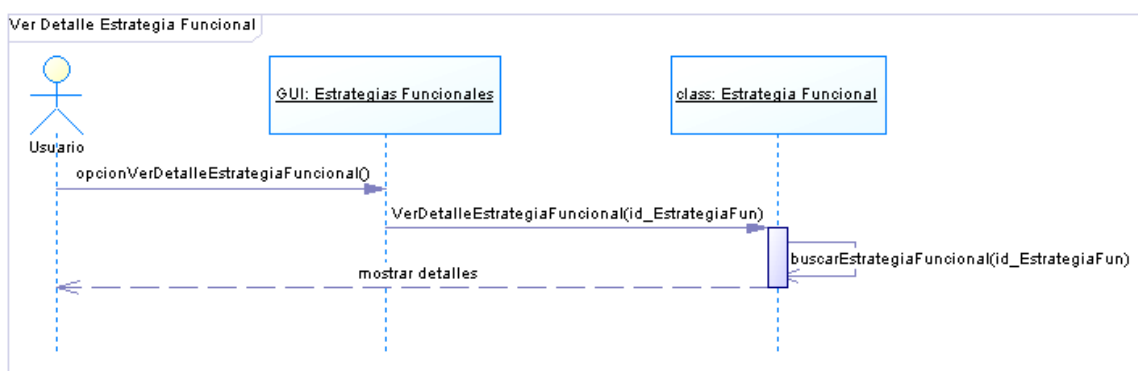 Ver Detalle Estrategia Funcional
GUI: Estrategias Funcionales
class: Estrategia Funcional
Usuario
opcionVerDetalleEstrategiaFuncional()
VerDetalleEstrategiaFuncional(id_EstrategiaFun)
buscarEstrategiaFuncional(id_EstrategiaFun)
mostrar detalles